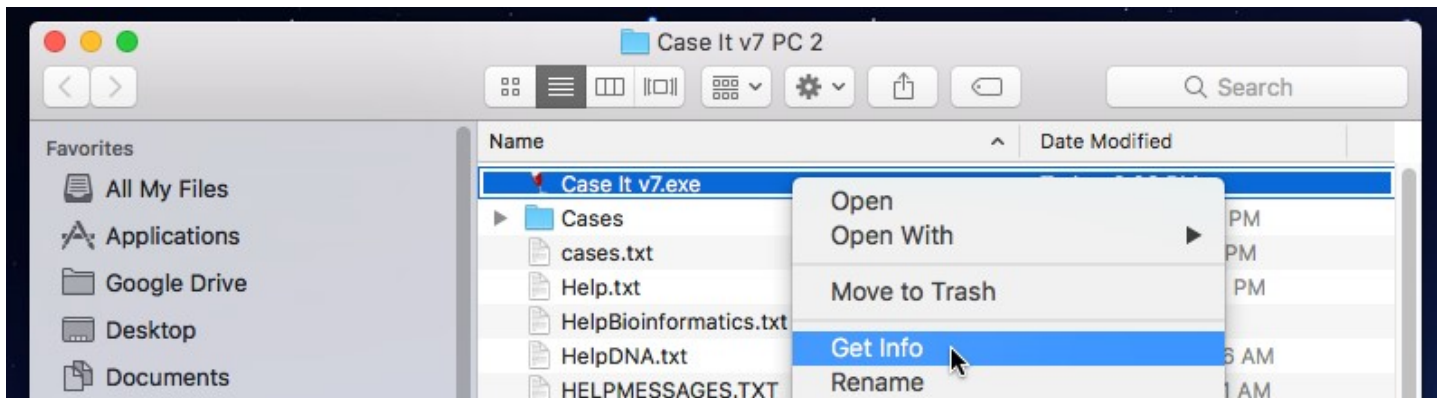 Case It v7 PC 2
Search
Favorites
All My Files
Applications
Google Drive
Desktop
Documents
Name
Date Modified
Case It v7.exe
Cases
PM
cases.txt
PM
Help.txt
PM
HelpBioinformatics.txt
HelpDNA.txt
AM
HELPMESSAGES.TXT
AM
Open
Open With
Move to Trash
Get Info
Rename